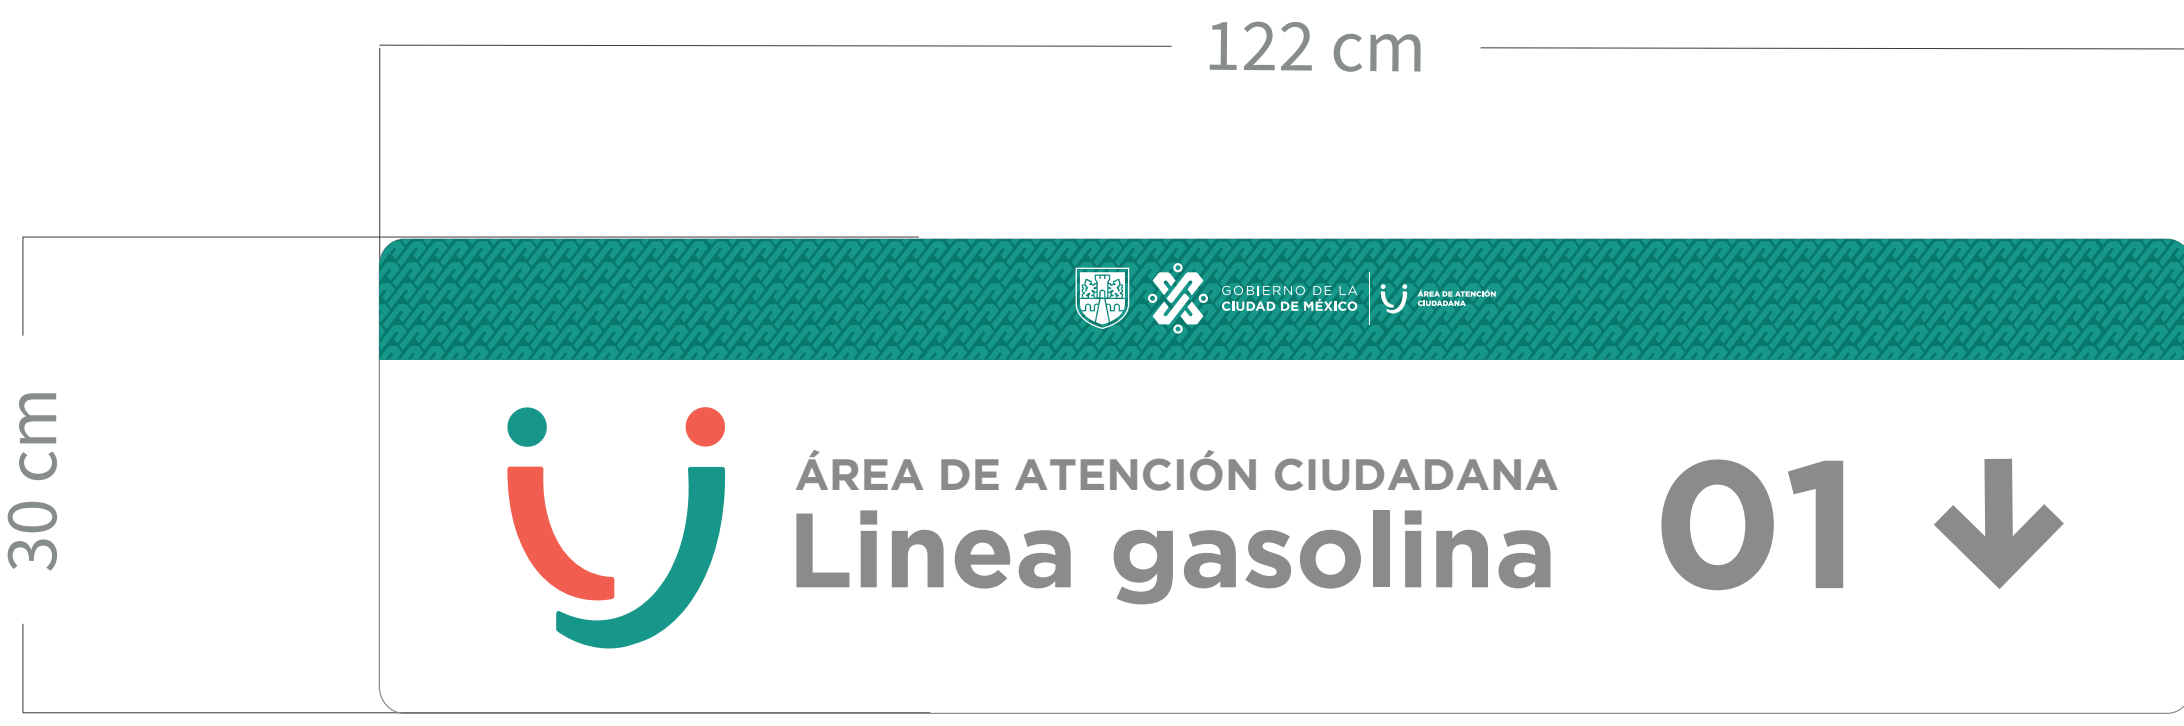 122 cm
30 cm
GOBIERNO DE LA
CIUDAD DE MÉXICO
ÁREA DE ATENCIÓN
CIUDADANA
ÁREA DE ATENCIÓN CIUDADANA
Linea gasolina
01